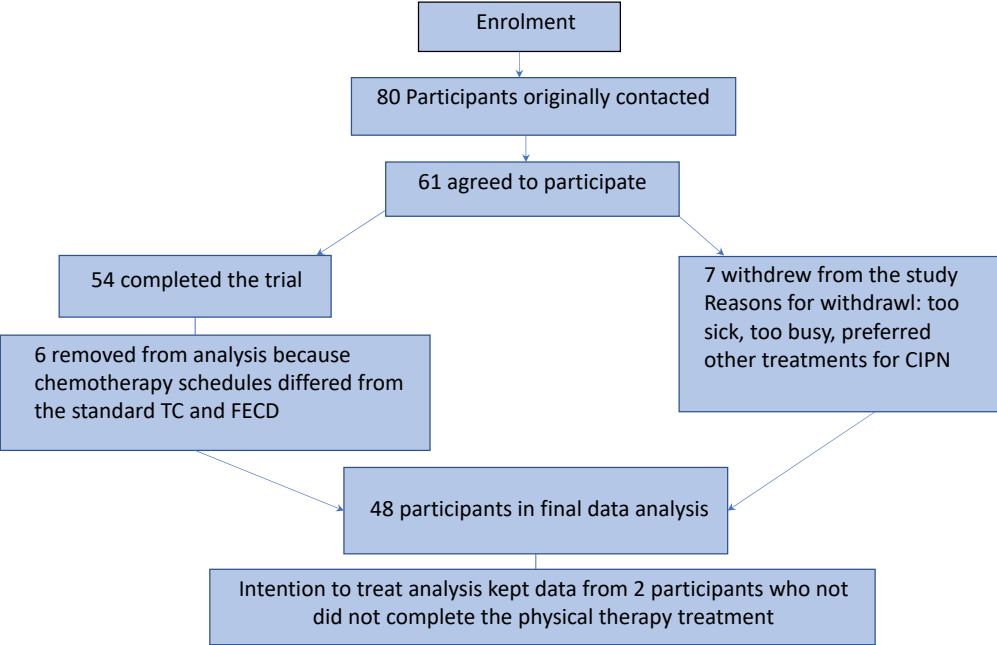 Enrolment
80 Participants originally contacted
61 agreed to participate
54 completed the trial
7 withdrew from the study
Reasons for withdrawl: too
sick, too busy, preferred
other treatments for CIPN
6 removed from analysis because
chemotherapy schedules differed from
the standard TC and FECD
48 participants in final data analysis
Intention to treat analysis kept data from 2 participants who not
did not complete the physical therapy treatment